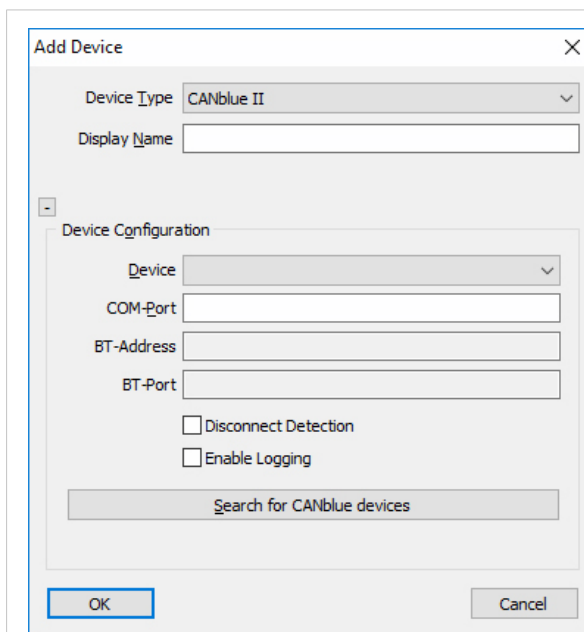 Add Device
Device Type CANblue II
Display Name
-
Device Configuration
Device
COM-Port
BT-Address
BT-Port
Disconnect Detection
Enable Logging
Search for CANblue devices
OK Cancel